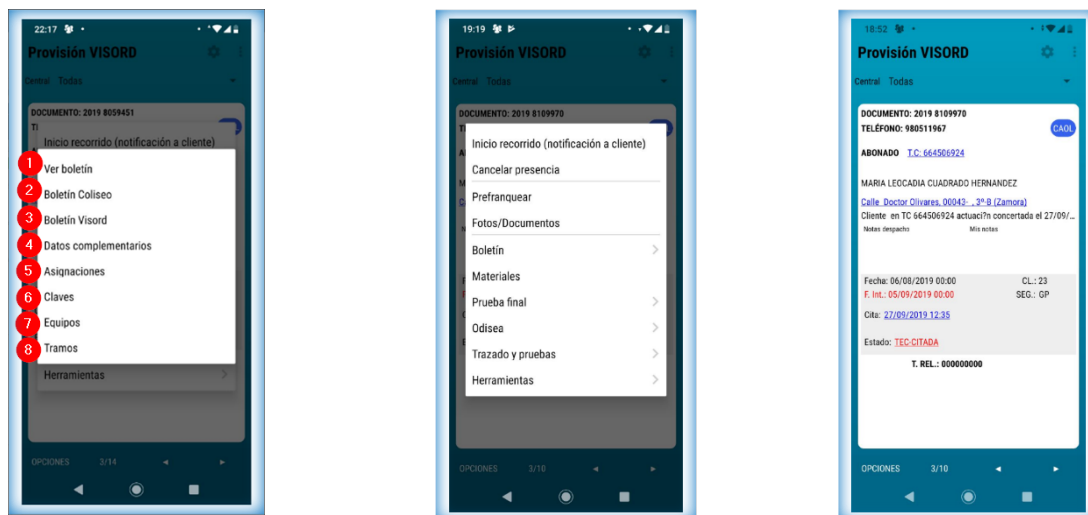 22:17
Provisión VISORD
Central Todas
DOCUMENTO: 2019 8059451
Inicio recorrido (notificación a cliente)
1 Ver boletín
2 Boletín Coliseo
3 Boletín Visord
4 Datos complementarios
5 Asignaciones
6 Claves
7 Equipos
8 Tramos
Herramientas
OPCIONES 3/14
19:19
Provisión VISORD
Central Todas
DOCUMENTO: 2019 8109970
Inicio recorrido (notificación a cliente)
Cancelar presencia
Prefranquear
Fotos/Documentos
Boletín
Materiales
Prueba final
Odisea
Trazado y pruebas
Herramientas
OPCIONES 3/10
18:52
Provisión VISORD
Central Todas
DOCUMENTO: 2019 8109970
TELÉFONO: 980511967
CAOL
ABONADO T.C: 664506924
MARIA LEOCADIA CUADRADO HERNANDEZ
Calle Doctor Olivares, 00043- , 3º-B (Zamora)
Cliente en TC 664506924 actuaci?n concertada el 27/09/...
Notas despacho Mis notas
Fecha: 06/08/2019 00:00 CL.: 23
F. Int.: 05/09/2019 00:00 SEG.: GP
Cita: 27/09/2019 12:35
Estado: TEC-CITADA
T. REL.: 000000000
OPCIONES 3/10